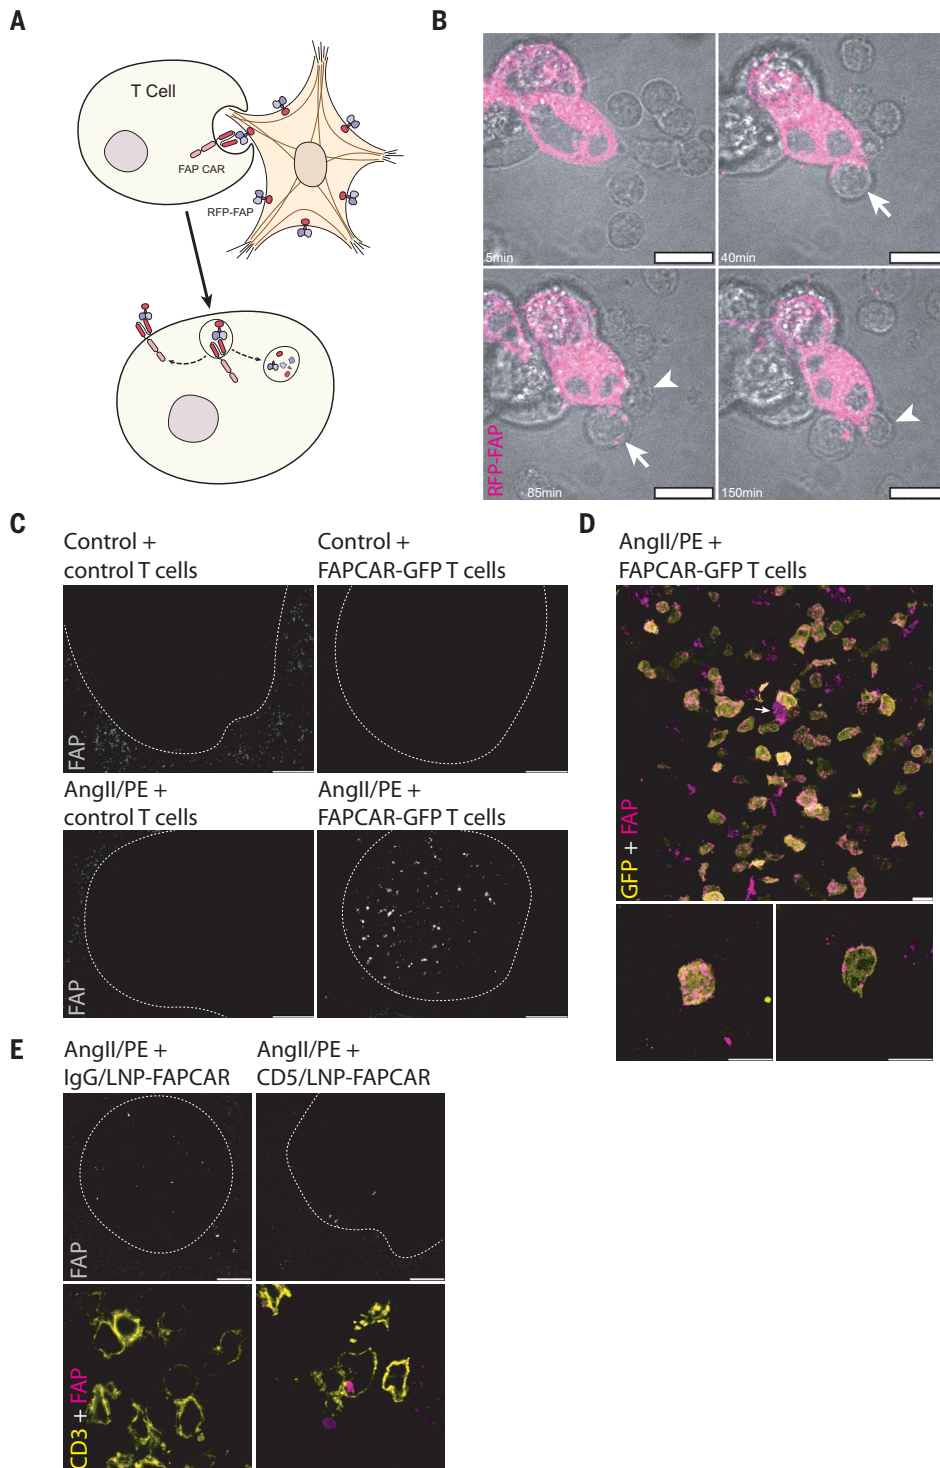 A
T Cell
FAP CAR
RFP-FAP
B
5min
40min
RFP-FAP
85min
150min
C
Control +
control T cells
Control +
FAPCAR-GFP T cells
FAP
AngII/PE +
control T cells
AngII/PE +
FAPCAR-GFP T cells
FAP
D
AngII/PE +
FAPCAR-GFP T cells
GFP + FAP
E
AngII/PE +
IgG/LNP-FAPCAR
AngII/PE +
CD5/LNP-FAPCAR
FAP
CD3 + FAP